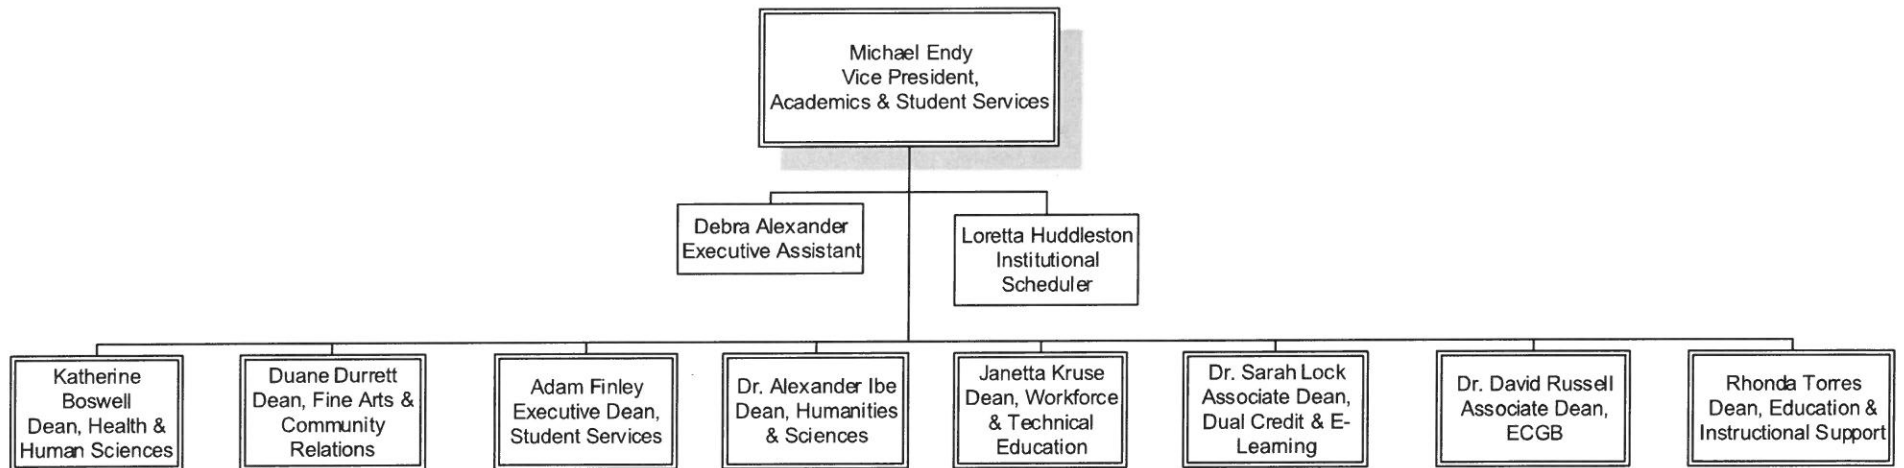 Michael Endy
Vice President,
Academics & Student Services
Debra Alexander
Executive Assistant
Loretta Huddleston
Institutional
Scheduler
Katherine
Boswell
Dean, Health &
Human Sciences
Duane Durrett
Dean, Fine Arts &
Community
Relations
Adam Finley
Executive Dean,
Student Services
Dr. Alexander Ibe
Dean, Humanities
& Sciences
Janetta Kruse
Dean, Workforce
& Technical
Education
Dr. Sarah Lock
Associate Dean,
Dual Credit & E-
Learning
Dr. David Russell
Associate Dean,
ECGB
Rhonda Torres
Dean, Education &
Instructional Support